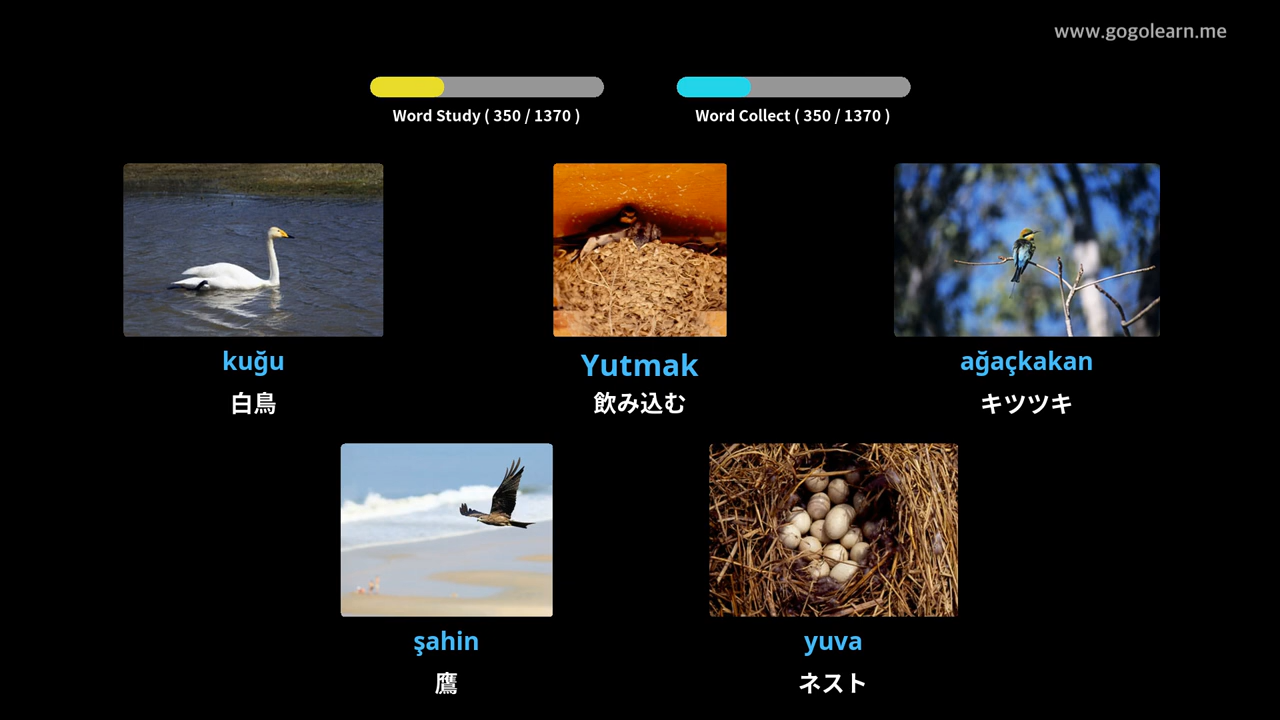 www.gogolearn.me
Word Study ( 350 / 1370 )
Word Collect ( 350 / 1370 )
kuğu
白鳥
Yutmak
飲み込む
ağaçkakan
キツツキ
şahin
鷹
yuva
ネスト